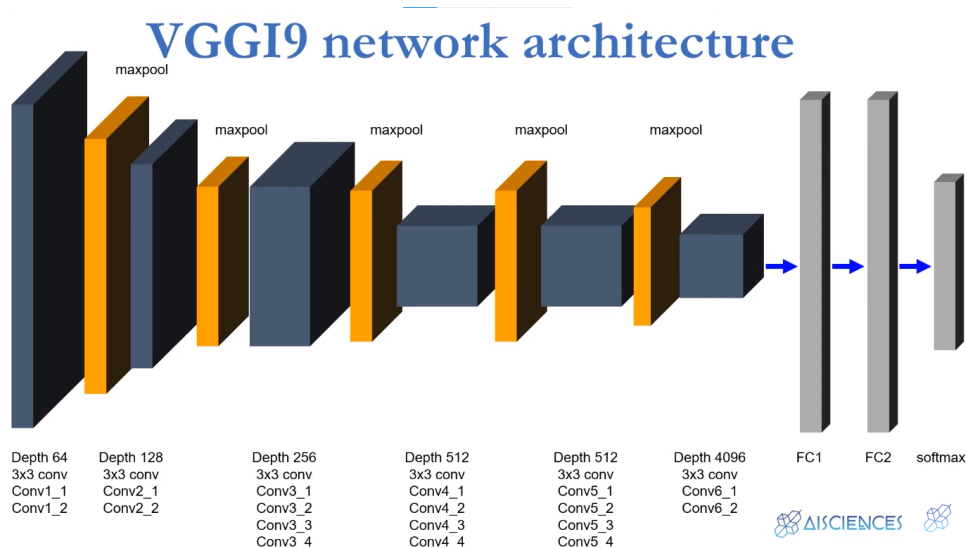 VGGI9 network architecture
maxpool
maxpool
maxpool
maxpool
maxpool
Depth 64
3x3 conv
Conv1_1
Conv1_2
Depth 128
3x3 conv
Conv2_1
Conv2_2
Depth 256
3x3 conv
Conv3_1
Conv3_2
Conv3_3
Conv3_4
Depth 512
3x3 conv
Conv4_1
Conv4_2
Conv4_3
Conv4_4
Depth 512
3x3 conv
Conv5_1
Conv5_2
Conv5_3
Conv5_4
Depth 4096
3x3 conv
Conv6_1
Conv6_2
FC1
FC2
softmax
AISCIENCES